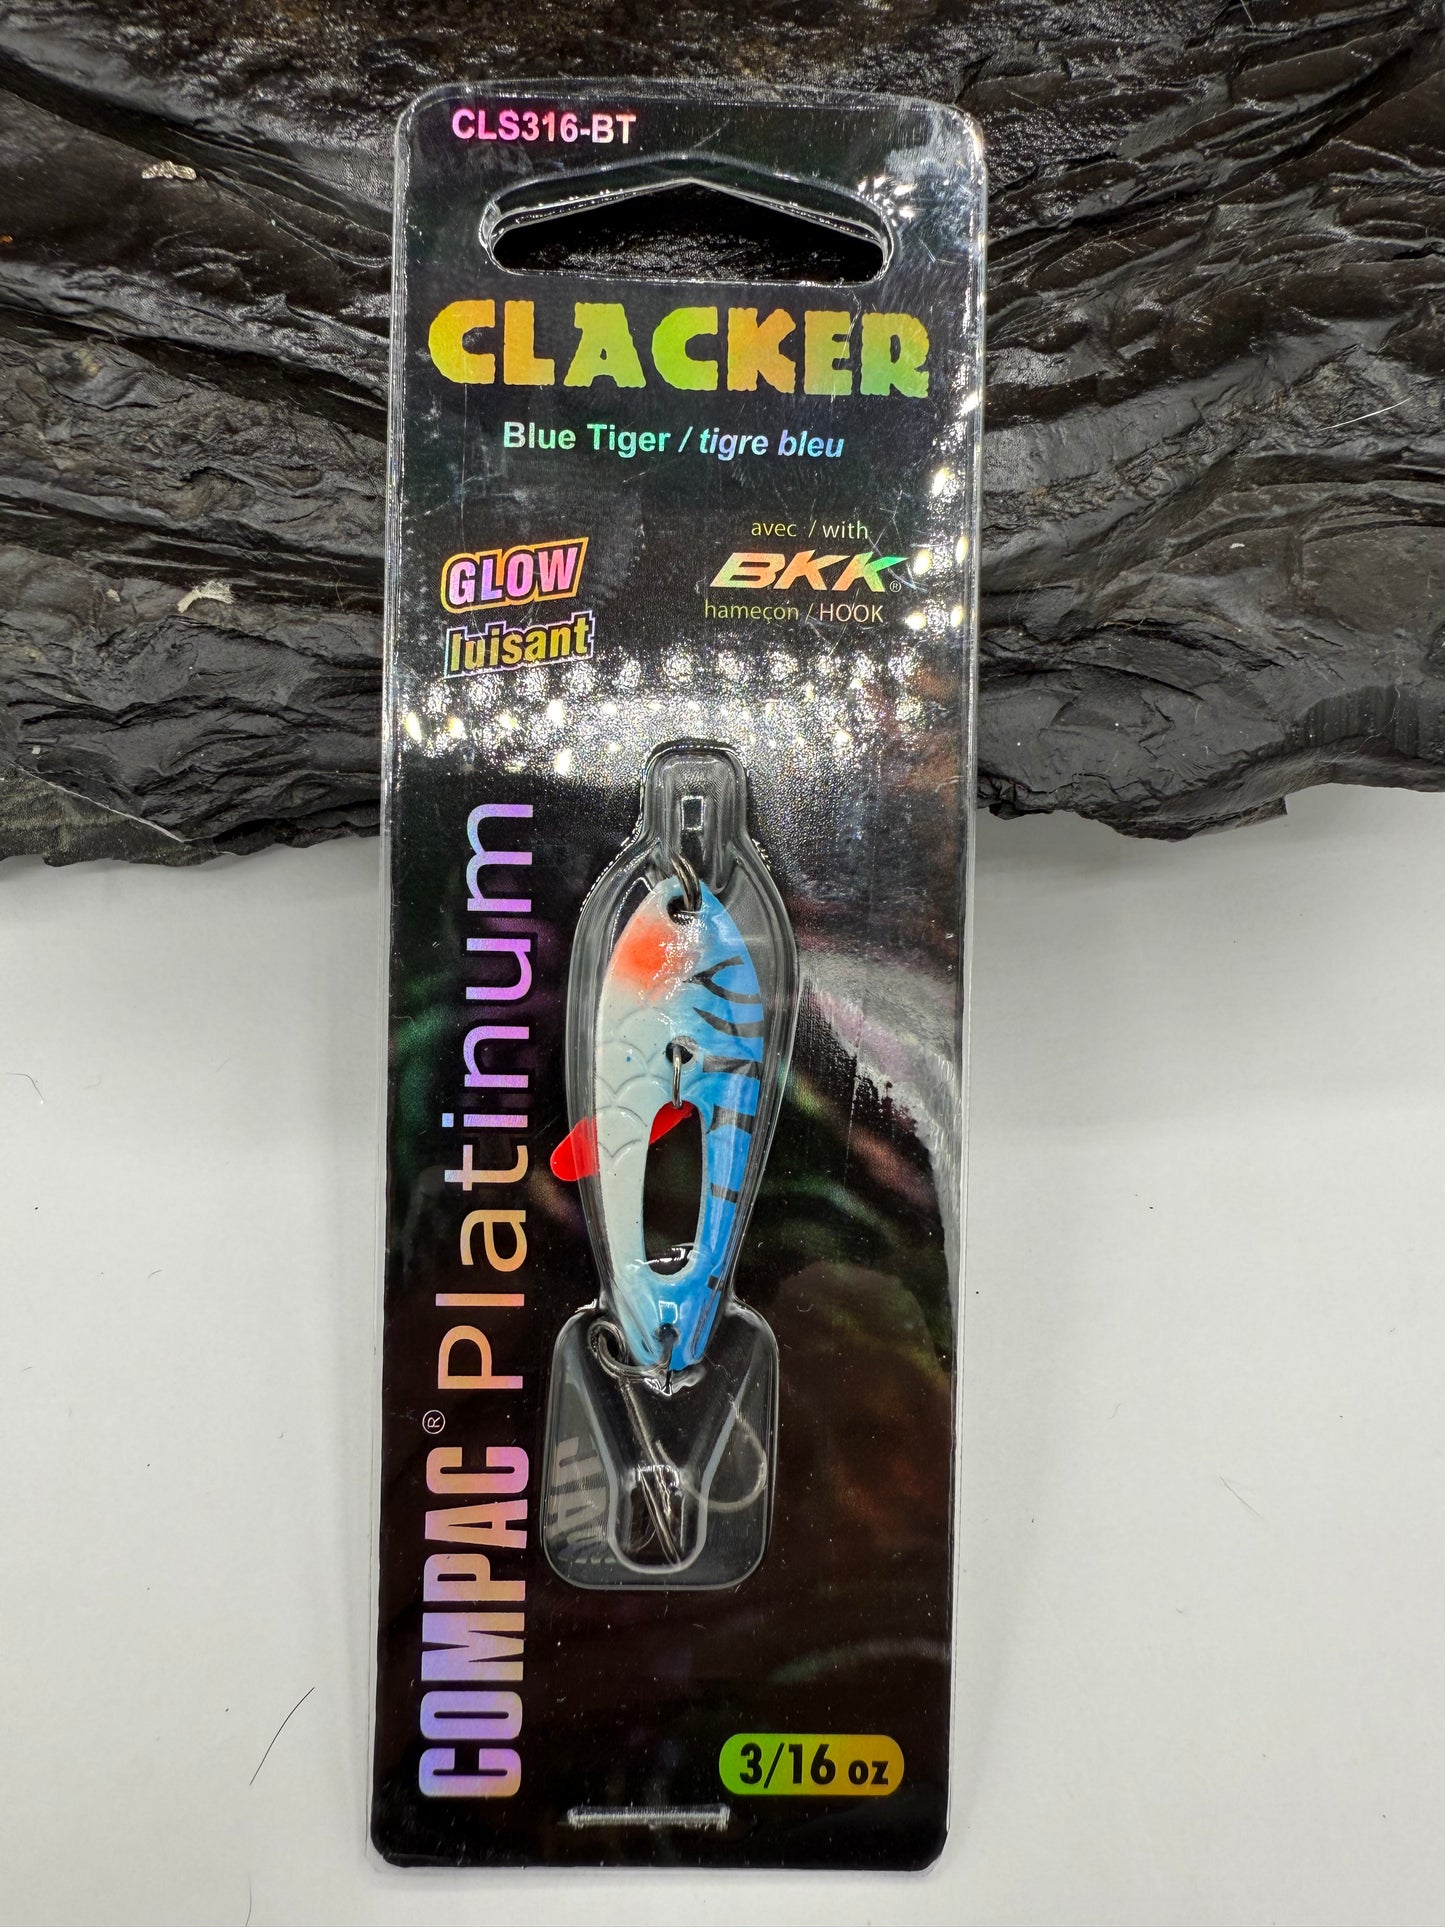 CLS316-BT
CLACKER
Blue Tiger / tigre bleu
GLOW
luisant
avec / with
BKK®
hameçon / HOOK
COMPAC® Platinum
3/16 oz